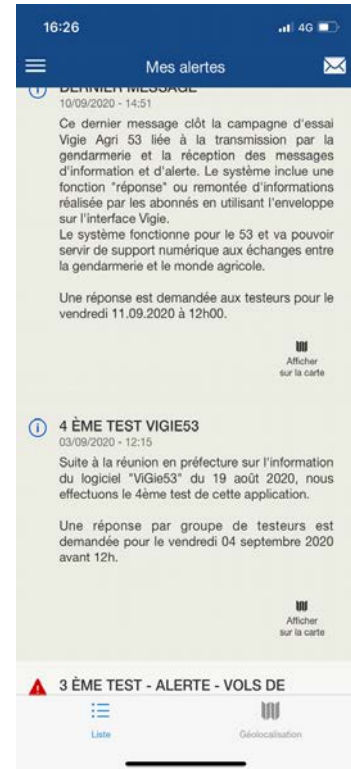 16:26
4G
Mes alertes
DERNIER MESSAGE
10/09/2020 - 14:51
Ce dernier message clôt la campagne d'essai
Vigie Agri 53 liée à la transmission par la
gendarmerie et la réception des messages
d'information et d'alerte. Le système inclue une
fonction "réponse" ou remontée d'informations
réalisée par les abonnés en utilisant l'enveloppe
sur l'interface Vigie.
Le système fonctionne pour le 53 et va pouvoir
servir de support numérique aux échanges entre
la gendarmerie et le monde agricole.
Une réponse est demandée aux testeurs pour le
vendredi 11.09.2020 à 12h00.
Afficher
sur la carte
4 ÈME TEST VIGIE53
03/09/2020 - 12:15
Suite à la réunion en préfecture sur l'information
du logiciel "ViGie53" du 19 août 2020, nous
effectuons le 4ème test de cette application.
Une réponse par groupe de testeurs est
demandée pour le vendredi 04 septembre 2020
avant 12h.
Afficher
sur la carte
3 ÈME TEST - ALERTE - VOLS DE
Liste
Géolocalisation